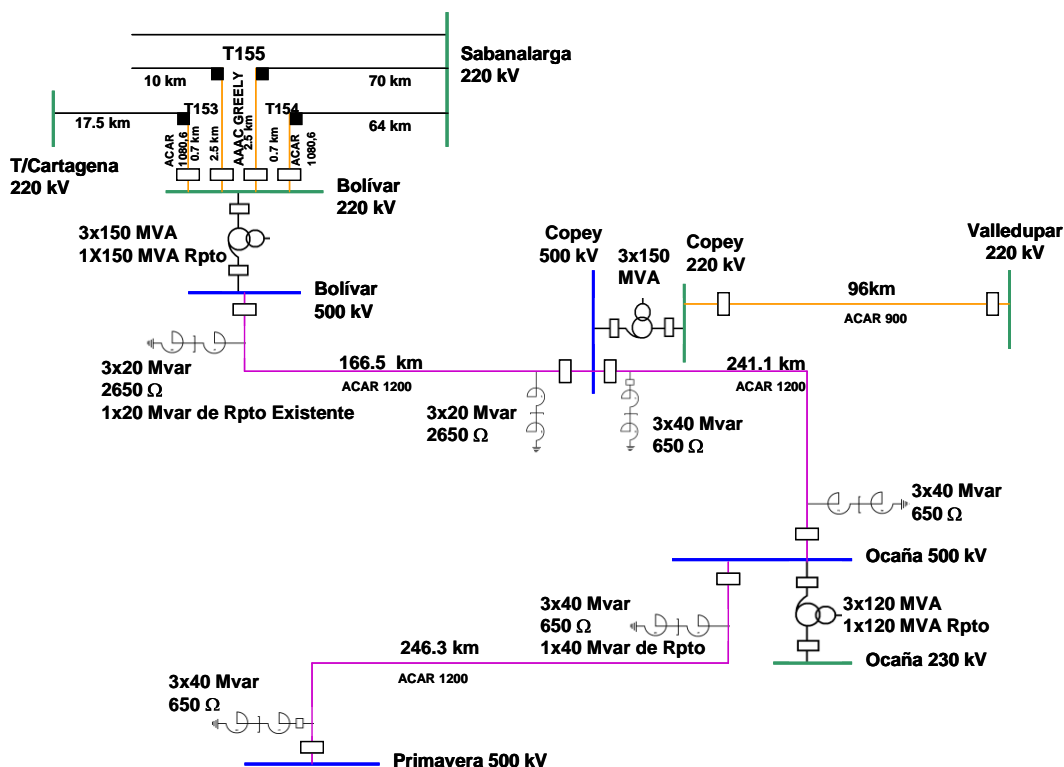 T155
Sabanalarga
220 kV
10 km
70 km
AAAC GREELY
T153
T154
17.5 km
64 km
ACAR
1080,6
0.7 km
2.5 km
2.5 km
0.7 km
ACAR
1080,6
T/Cartagena
220 kV
Bolívar
220 kV
3x150 MVA
1X150 MVA Rpto
Bolívar
500 kV
Copey
500 kV
3x150
MVA
Copey
220 kV
Valledupar
220 kV
96km
ACAR 900
3x20 Mvar
2650 Ω
1x20 Mvar de Rpto Existente
166.5 km
ACAR 1200
241.1 km
ACAR 1200
3x20 Mvar
2650 Ω
3x40 Mvar
650 Ω
3x40 Mvar
650 Ω
Ocaña 500 kV
3x40 Mvar
650 Ω
1x40 Mvar de Rpto
3x120 MVA
1x120 MVA Rpto
246.3 km
ACAR 1200
Ocaña 230 kV
3x40 Mvar
650 Ω
Primavera 500 kV